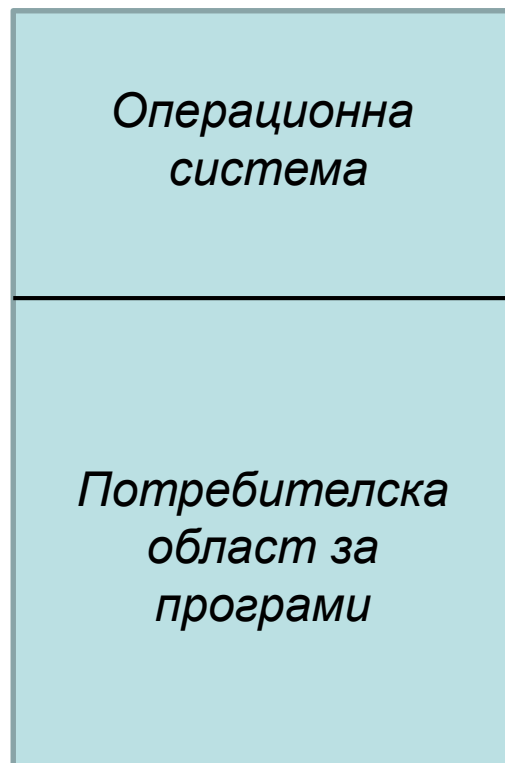 Операционна
система
Потребителска
област за
програми